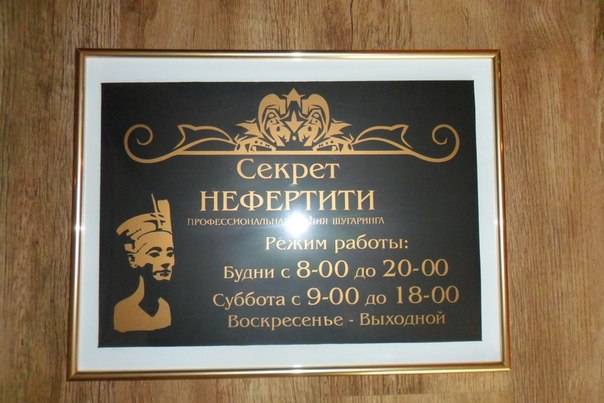 Секрет
НЕФЕРТИТИ
ШУГАРИНГА
Режим работы:
Будни с 8-00 до 20-00
Суббота с 9-00 до 18-00
Воскресенье - Выходной